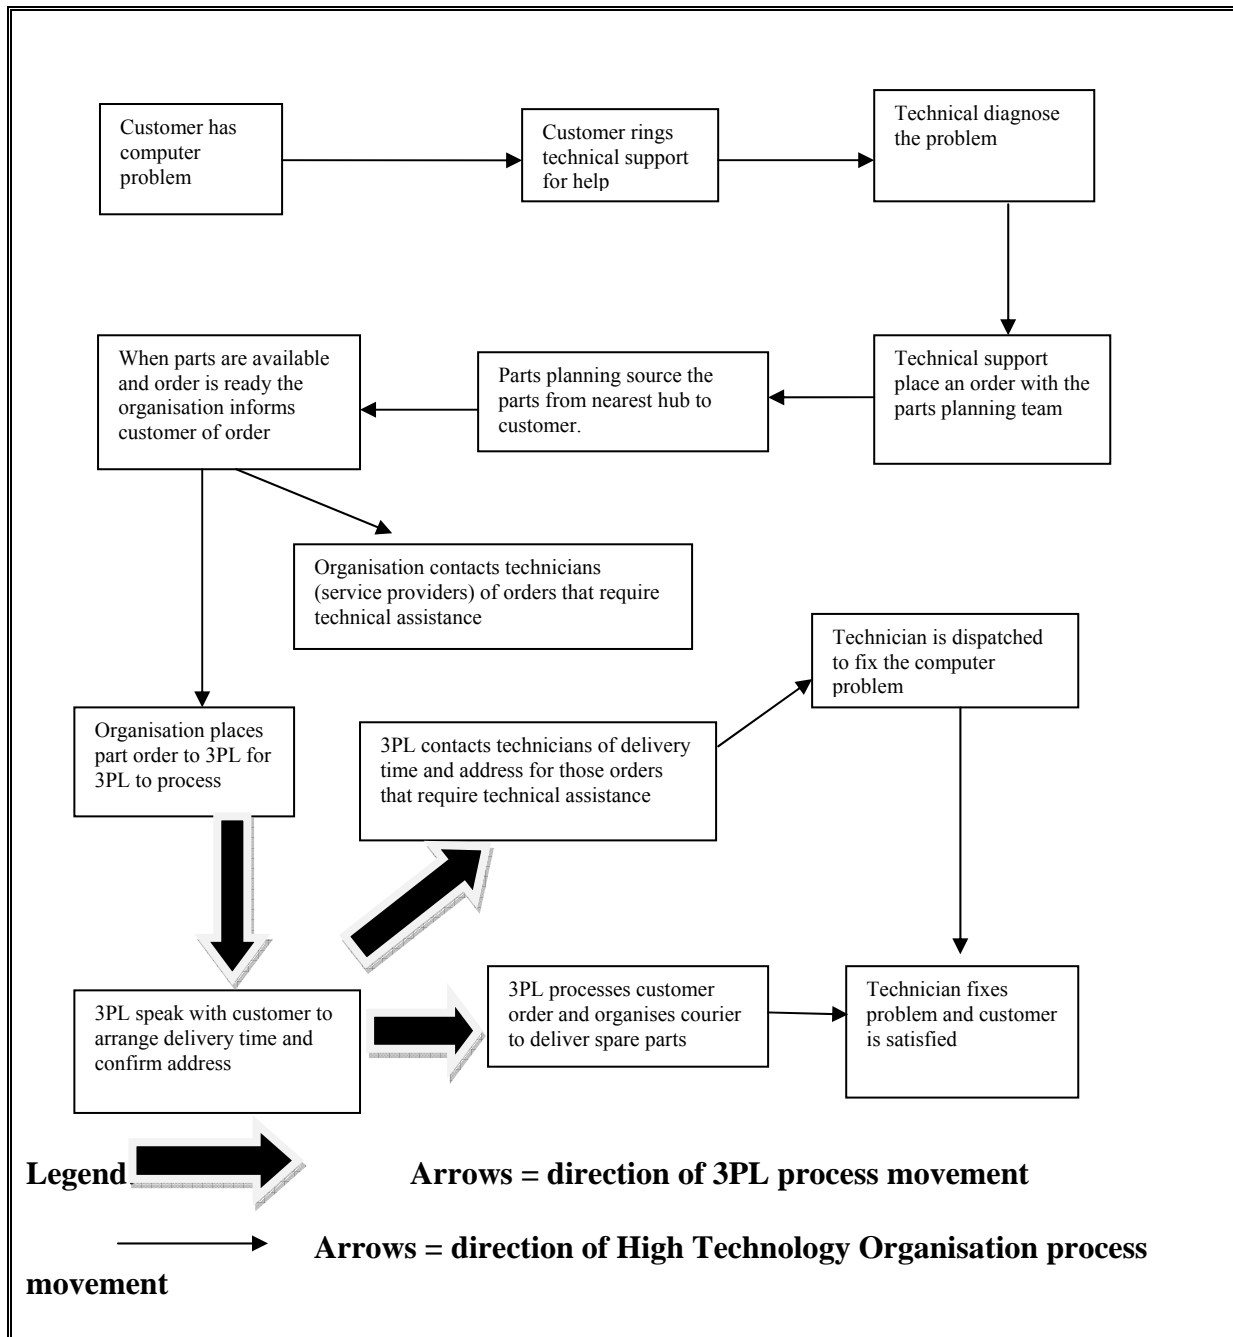 Customer has
computer
problem
Customer rings
technical support
for help
Technical diagnose
the problem
When parts are available
and order is ready the
organisation informs
customer of order
Parts planning source the
parts from nearest hub to
customer.
Technical support
place an order with the
parts planning team
Organisation contacts technicians
(service providers) of orders that require
technical assistance
Technician is dispatched
to fix the computer
problem
Organisation places
part order to 3PL for
3PL to process
3PL contacts technicians of delivery
time and address for those orders
that require technical assistance
3PL speak with customer to
arrange delivery time and
confirm address
3PL processes customer
order and organises courier
to deliver spare parts
Technician fixes
problem and customer
is satisfied
Legend
Arrows = direction of 3PL process movement
Arrows = direction of High Technology Organisation process
movement